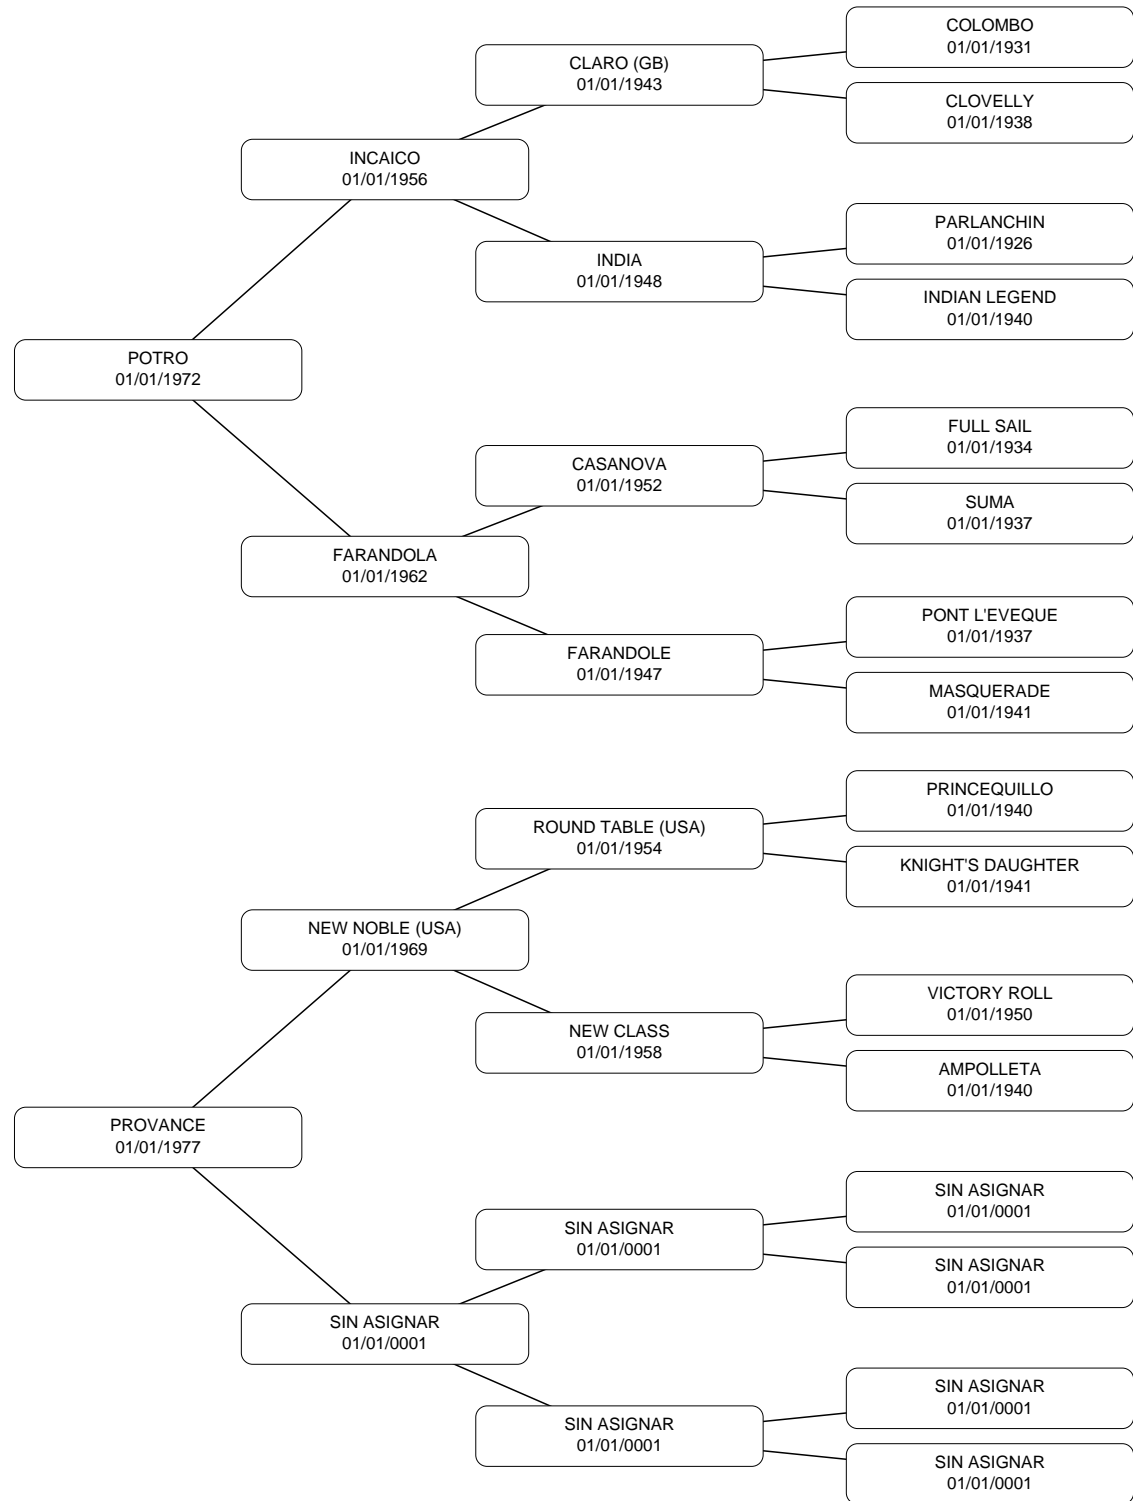 COLOMBO
01/01/1931
CLARO (GB)
01/01/1943
CLOVELLY
01/01/1938
INCAICO
01/01/1956
PARLANCHIN
01/01/1926
INDIA
01/01/1948
INDIAN LEGEND
01/01/1940
POTRO
01/01/1972
FULL SAIL
01/01/1934
CASANOVA
01/01/1952
SUMA
01/01/1937
FARANDOLA
01/01/1962
PONT L'EVEQUE
01/01/1937
FARANDOLE
01/01/1947
MASQUERADE
01/01/1941
PRINCEQUILLO
01/01/1940
ROUND TABLE (USA)
01/01/1954
KNIGHT'S DAUGHTER
01/01/1941
NEW NOBLE (USA)
01/01/1969
VICTORY ROLL
01/01/1950
NEW CLASS
01/01/1958
AMPOLLETA
01/01/1940
PROVANCE
01/01/1977
SIN ASIGNAR
01/01/0001
SIN ASIGNAR
01/01/0001
SIN ASIGNAR
01/01/0001
SIN ASIGNAR
01/01/0001
SIN ASIGNAR
01/01/0001
SIN ASIGNAR
01/01/0001
SIN ASIGNAR
01/01/0001